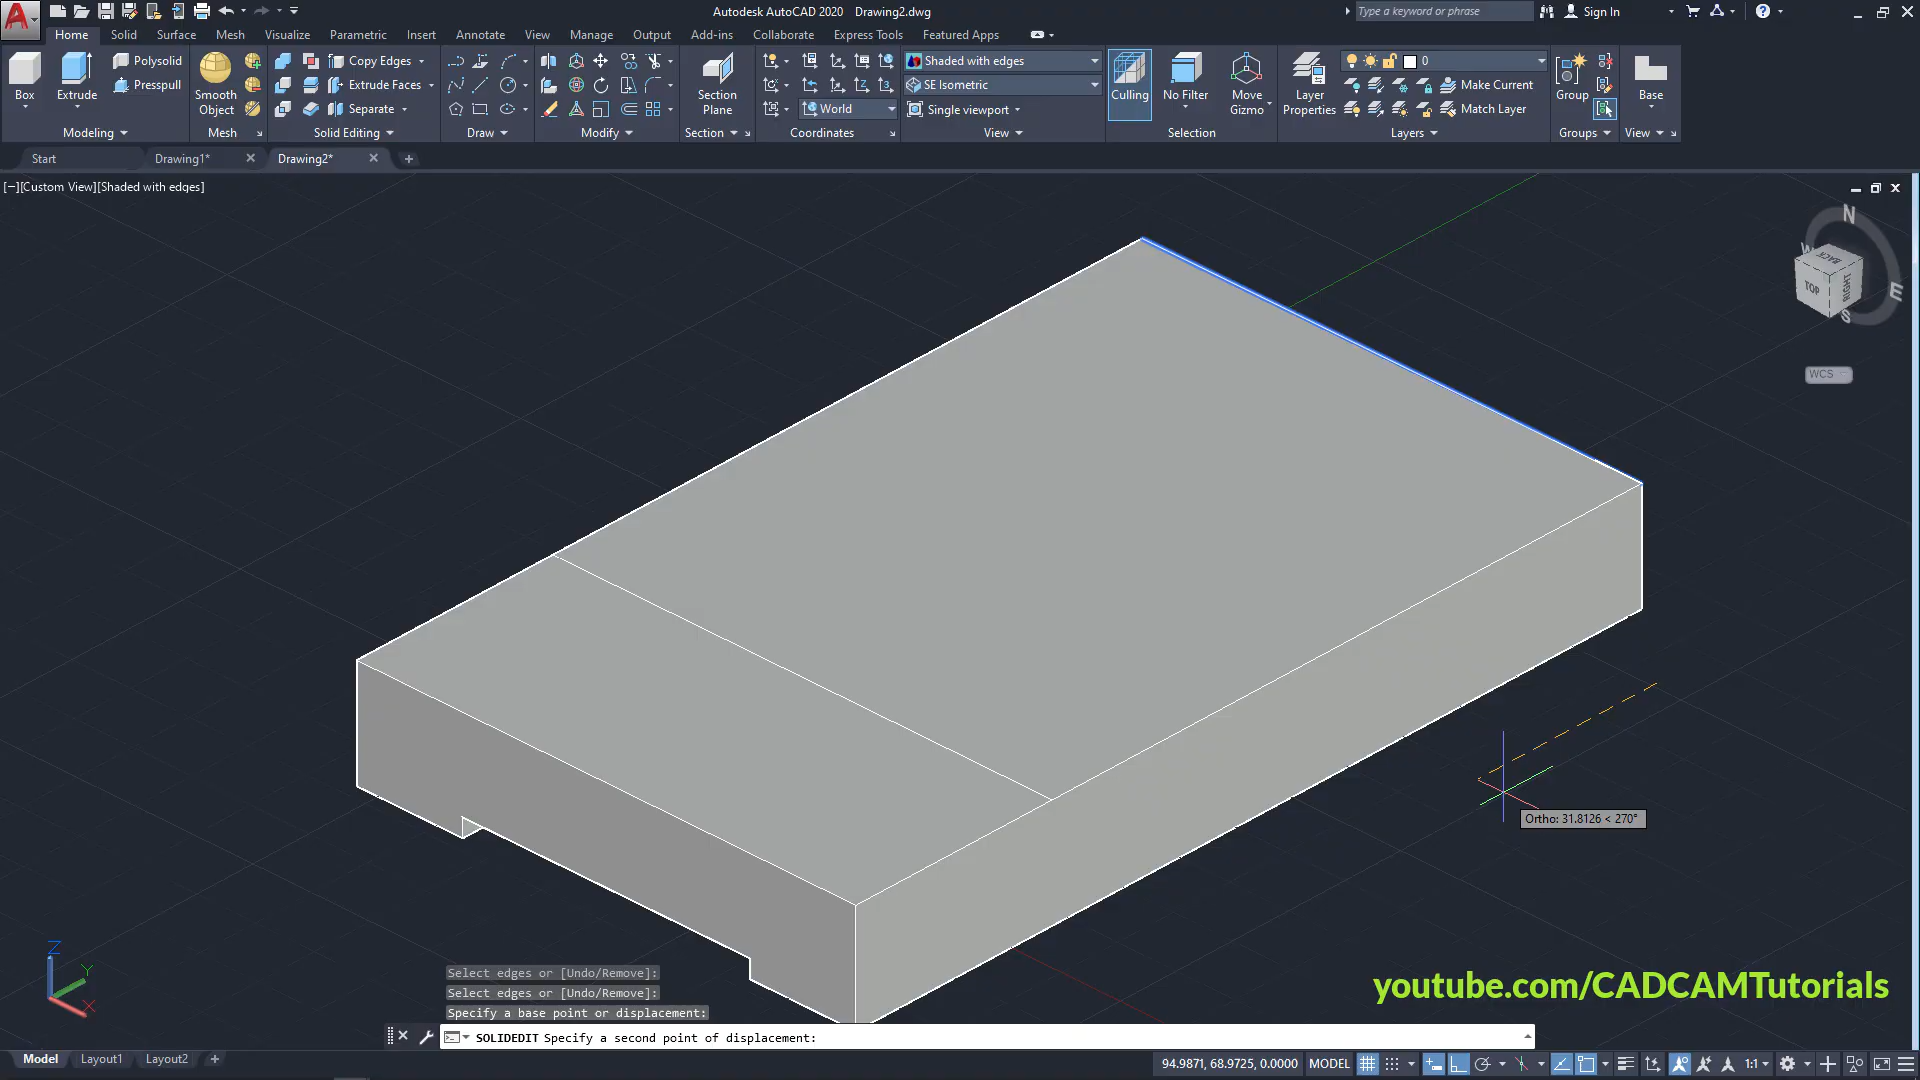 Autodesk AutoCAD 2020 Drawing2.dwg
Type a keyword or phrase
Sign In
Home Solid Surface Mesh Visualize Parametric Insert Annotate View Manage Output Add-ins Collaborate Express Tools Featured Apps
Box
Extrude
Polysolid
Presspull
Smooth
Object
Copy Edges
Extrude Faces
Separate
Section
Plane
World
Shaded with edges
SE Isometric
Single viewport
Culling
No Filter
Move
Gizmo
Layer
Properties
0
Make Current
Match Layer
Group
Base
Modeling Mesh Solid Editing Draw Modify Section Coordinates View Selection Layers Groups View
Start Drawing1* Drawing2*
[−][Custom View][Shaded with edges]
N
W
BACK
TOP
RIGHT
E
S
WCS
Ortho: 31.8126 < 270°
Z
Y
X
Select edges or [Undo/Remove]:
Select edges or [Undo/Remove]:
Specify a base point or displacement:
SOLIDEDIT Specify a second point of displacement:
youtube.com/CADCAMTutorials
Model Layout1 Layout2
94.9871, 68.9725, 0.0000 MODEL 1:1